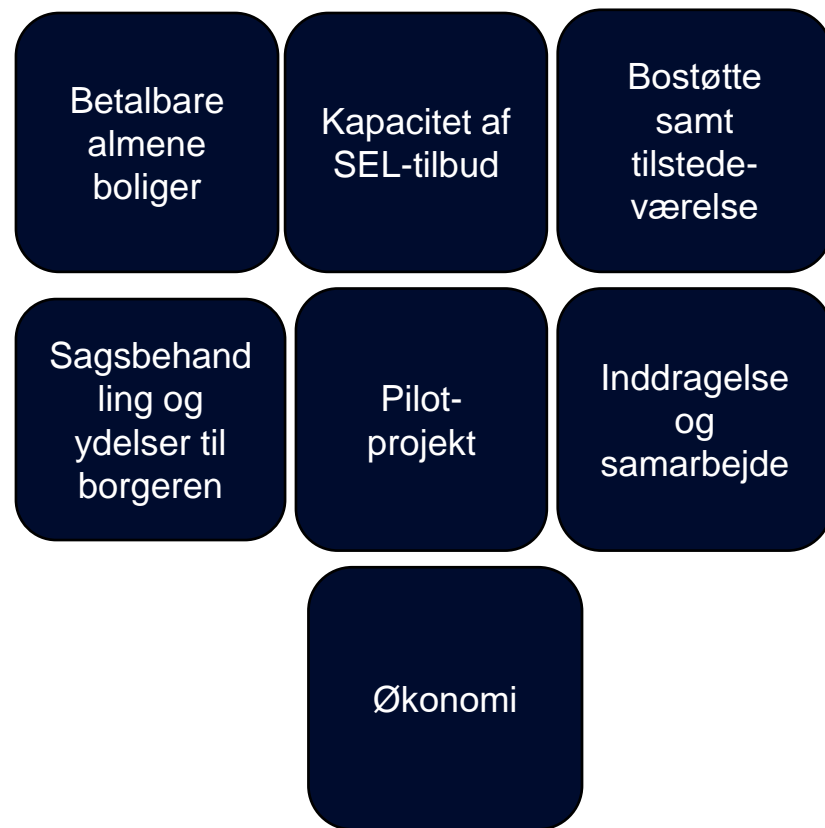 Betalbare
almene
boliger
Kapacitet af
SEL-tilbud
Bostøtte
samt
tilstede-
værelse
Sagsbehand
ling og
ydelser til
borgeren
Pilot-
projekt
Inddragelse
og
samarbejde
Økonomi